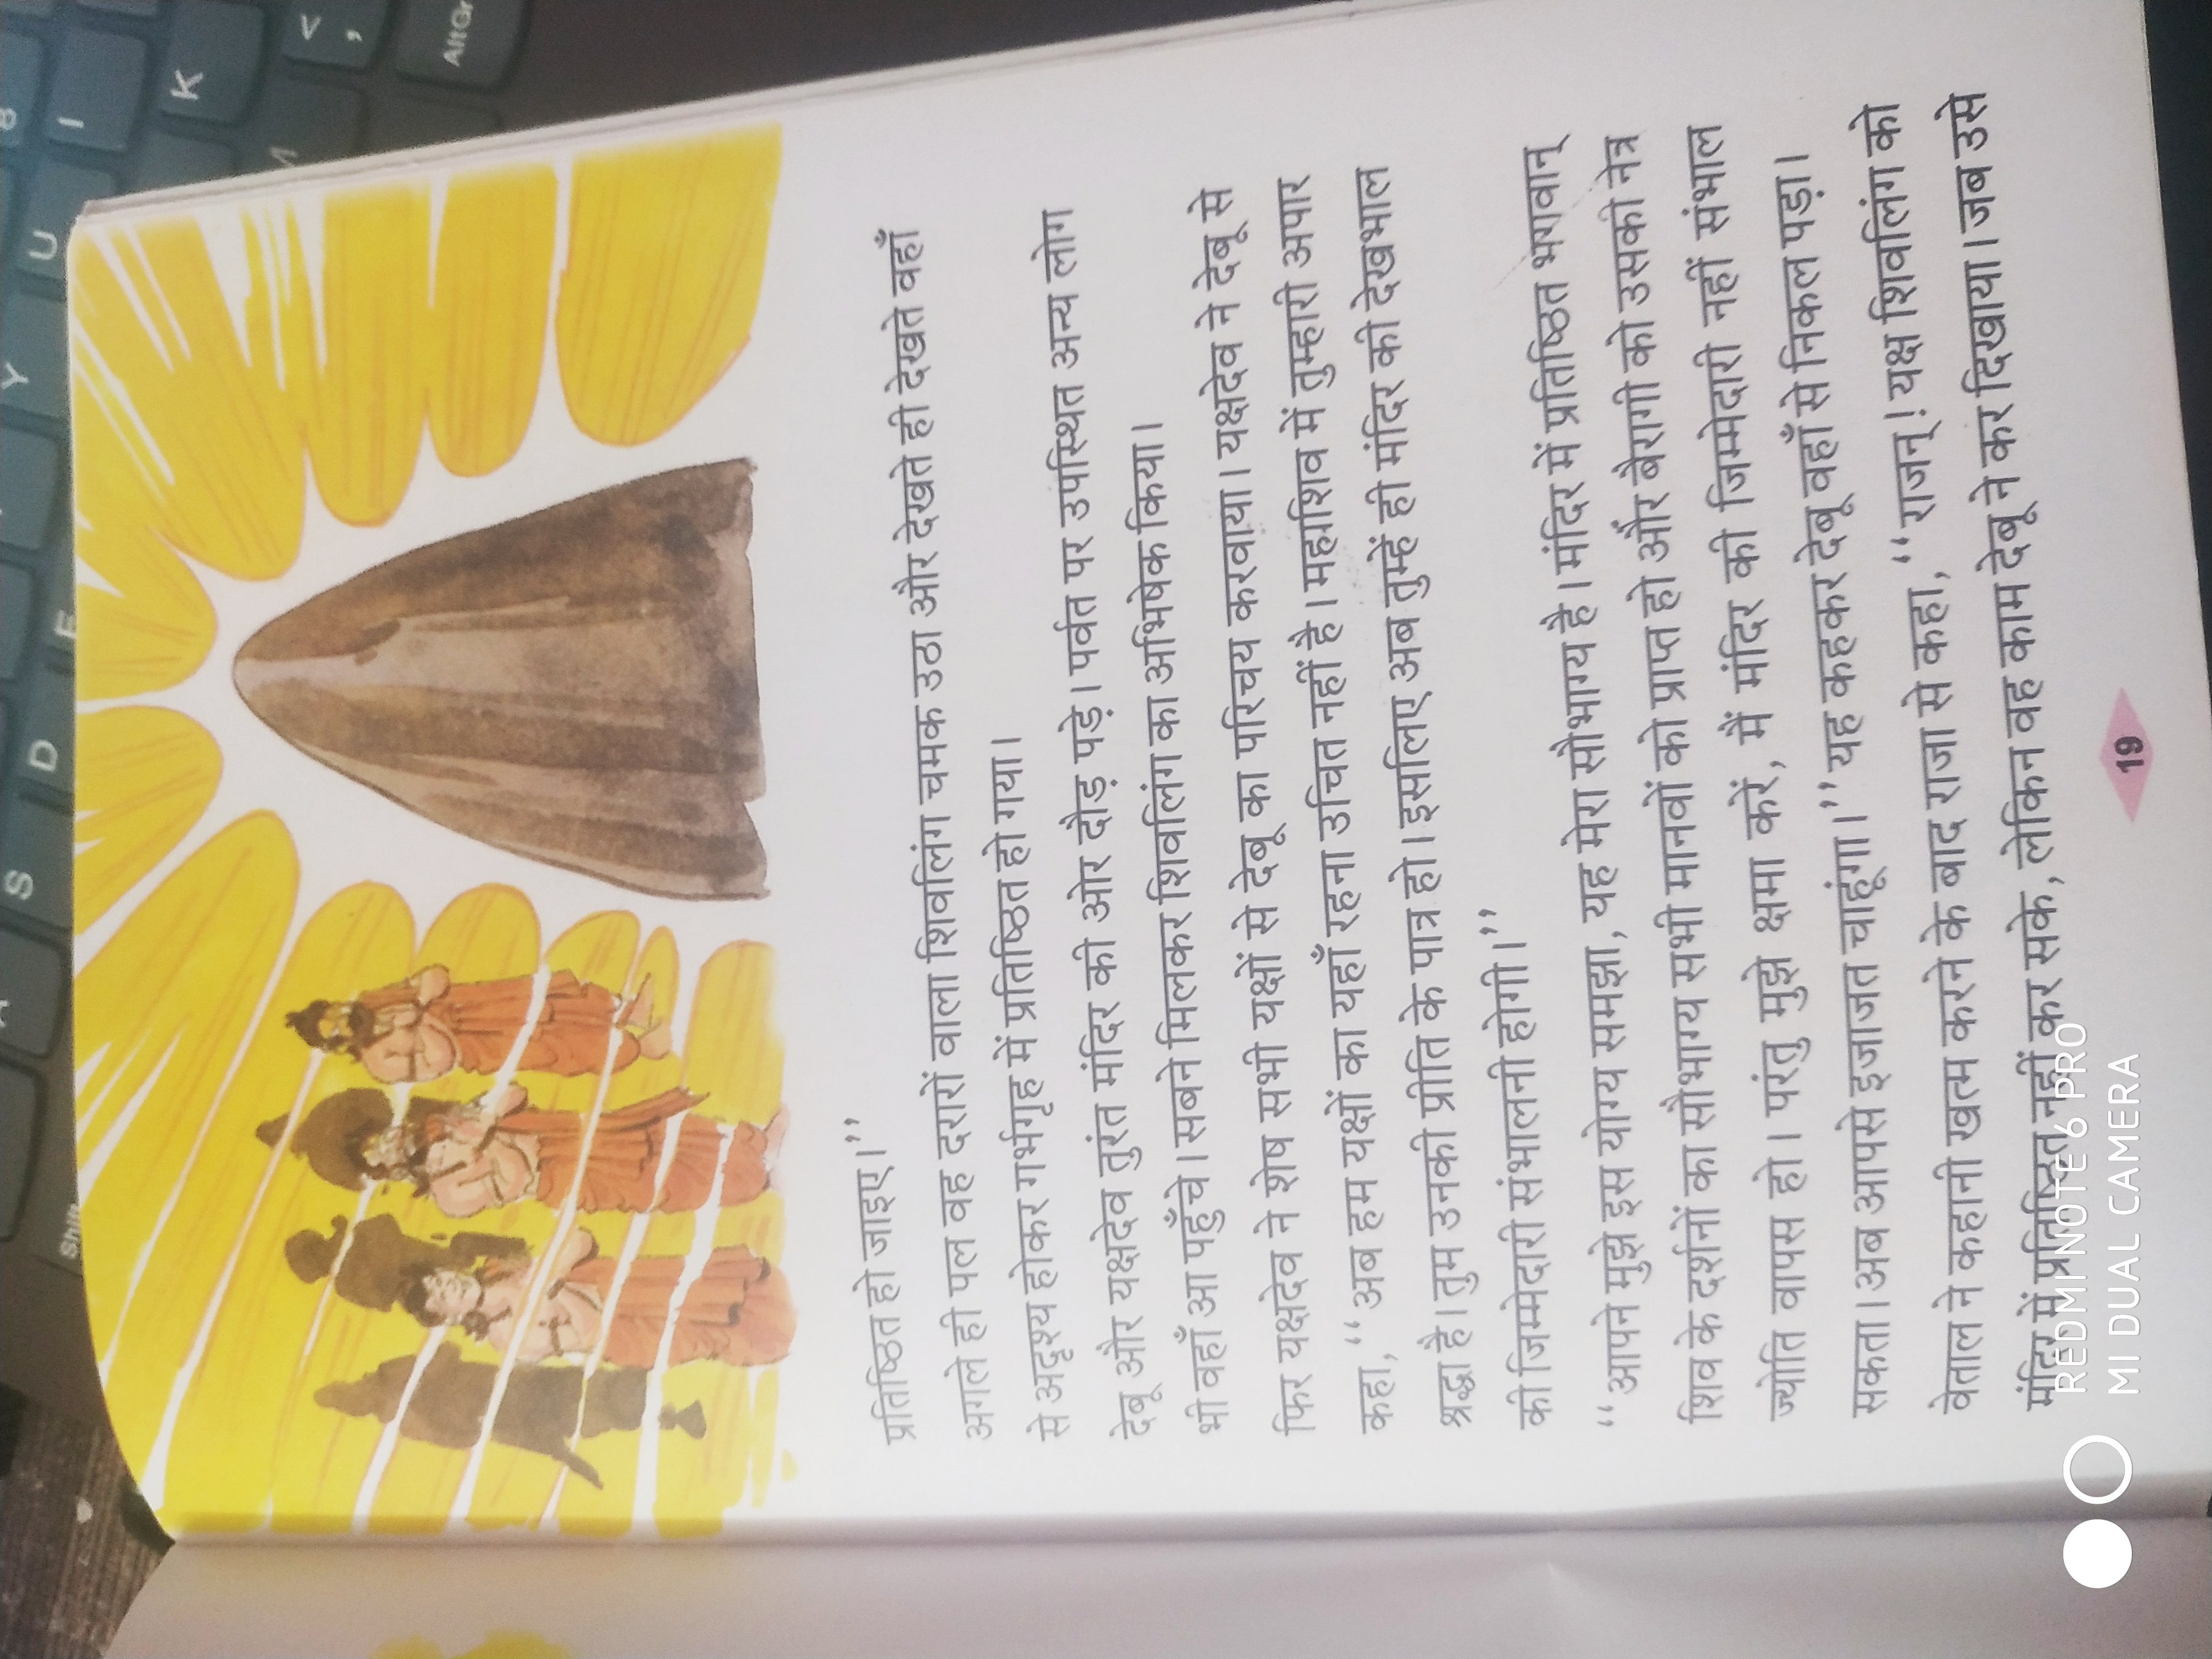 S
D
F
Y
U
8
I
K
M
<
,
Shift
AltGr
प्रतिष्ठित हो जाइए।’’
अगले ही पल वह दरारों वाला शिवलिंग चमक उठा और देखते ही देखते वहाँ
से अदृश्य होकर गर्भगृह में प्रतिष्ठित हो गया।
देबू और यक्षदेव तुरंत मंदिर की ओर दौड़ पड़े। पर्वत पर उपस्थित अन्य लोग
भी वहाँ आ पहुँचे। सबने मिलकर शिवलिंग का अभिषेक किया।
फिर यक्षदेव ने शेष सभी यक्षों से देबू का परिचय करवाया। यक्षदेव ने देबू से
कहा, ‘‘अब हम यक्षों का यहाँ रहना उचित नहीं है। महाशिव में तुम्हारी अपार
श्रद्धा है। तुम उनकी प्रीति के पात्र हो। इसलिए अब तुम्हें ही मंदिर की देखभाल
की जिम्मेदारी संभालनी होगी।’’
‘‘आपने मुझे इस योग्य समझा, यह मेरा सौभाग्य है। मंदिर में प्रतिष्ठित भगवान्
शिव के दर्शनों का सौभाग्य सभी मानवों को प्राप्त हो और बैरागी को उसकी नेत्र
ज्योति वापस हो। परंतु मुझे क्षमा करें, मैं मंदिर की जिम्मेदारी नहीं संभाल
सकता। अब आपसे इजाजत चाहूंगा।’’ यह कहकर देबू वहाँ से निकल पड़ा।
वेताल ने कहानी खत्म करने के बाद राजा से कहा, ‘‘राजन्! यक्ष शिवलिंग को
मंदिर में प्रतिष्ठित नहीं कर सके, लेकिन वह काम देबू ने कर दिखाया। जब उसे
REDMI NOTE 6 PRO
MI DUAL CAMERA
19